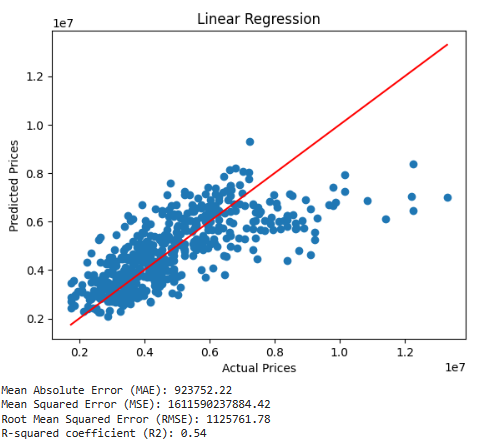 Linear Regression
1e7
1.2
1.0
0.8
0.6
0.4
0.2
Predicted Prices
0.2 0.4 0.6 0.8 1.0 1.2
1e7
Actual Prices
Mean Absolute Error (MAE): 923752.22
Mean Squared Error (MSE): 1611590237884.42
Root Mean Squared Error (RMSE): 1125761.78
R-squared coefficient (R2): 0.54